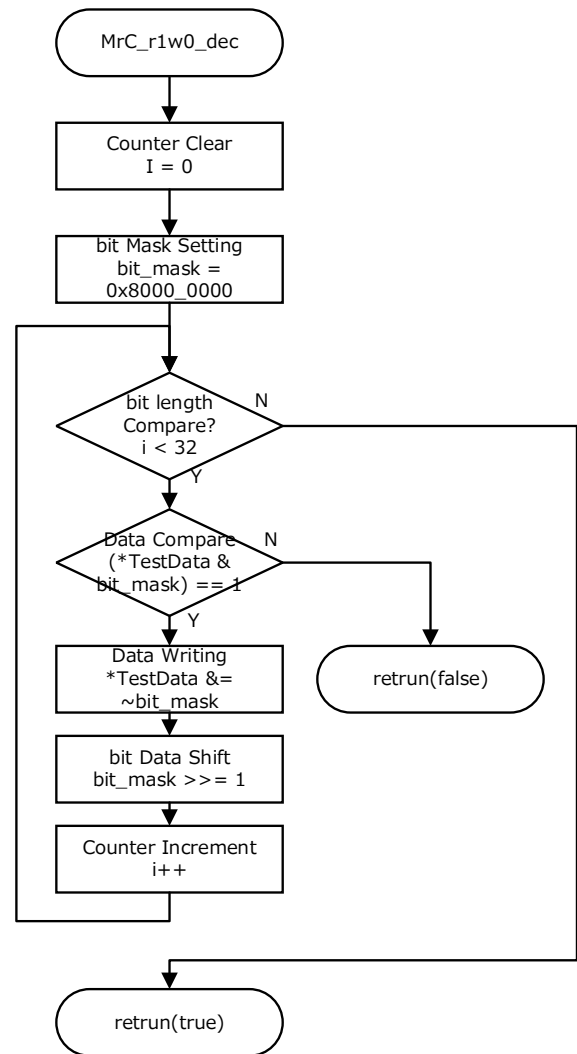 MrC_r1w0_dec
Counter Clear
I = 0
bit Mask Setting
bit_mask =
0x8000_0000
bit length
Compare?
i < 32
N
Y
Data Compare
(*TestData &
bit_mask) == 1
N
Y
Data Writing
*TestData &=
~bit_mask
retrun(false)
bit Data Shift
bit_mask >>= 1
Counter Increment
i++
retrun(true)